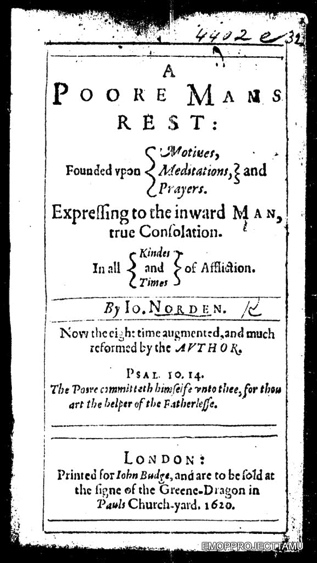 4402 e 32
A
POORE MANS
REST:
Founded vpon { Motiues, Meditations, Prayers. } and
Expreſſing to the inward MAN,
true Conſolation.
In all { Kindes and Times } of Affliction.
By IO. NORDEN.
Now the eight time augmented, and much
reformed by the AVTHOR.
PSAL. 10. 14.
The Poore committeth himſelfe vnto thee, for thou
art the helper of the Fatherleſſe.
LONDON:
Printed for Iohn Budge, and are to be ſold at
the ſigne of the Greene-Dragon in
Pauls Church-yard. 1620.
EMOPPROJECT|TAMU